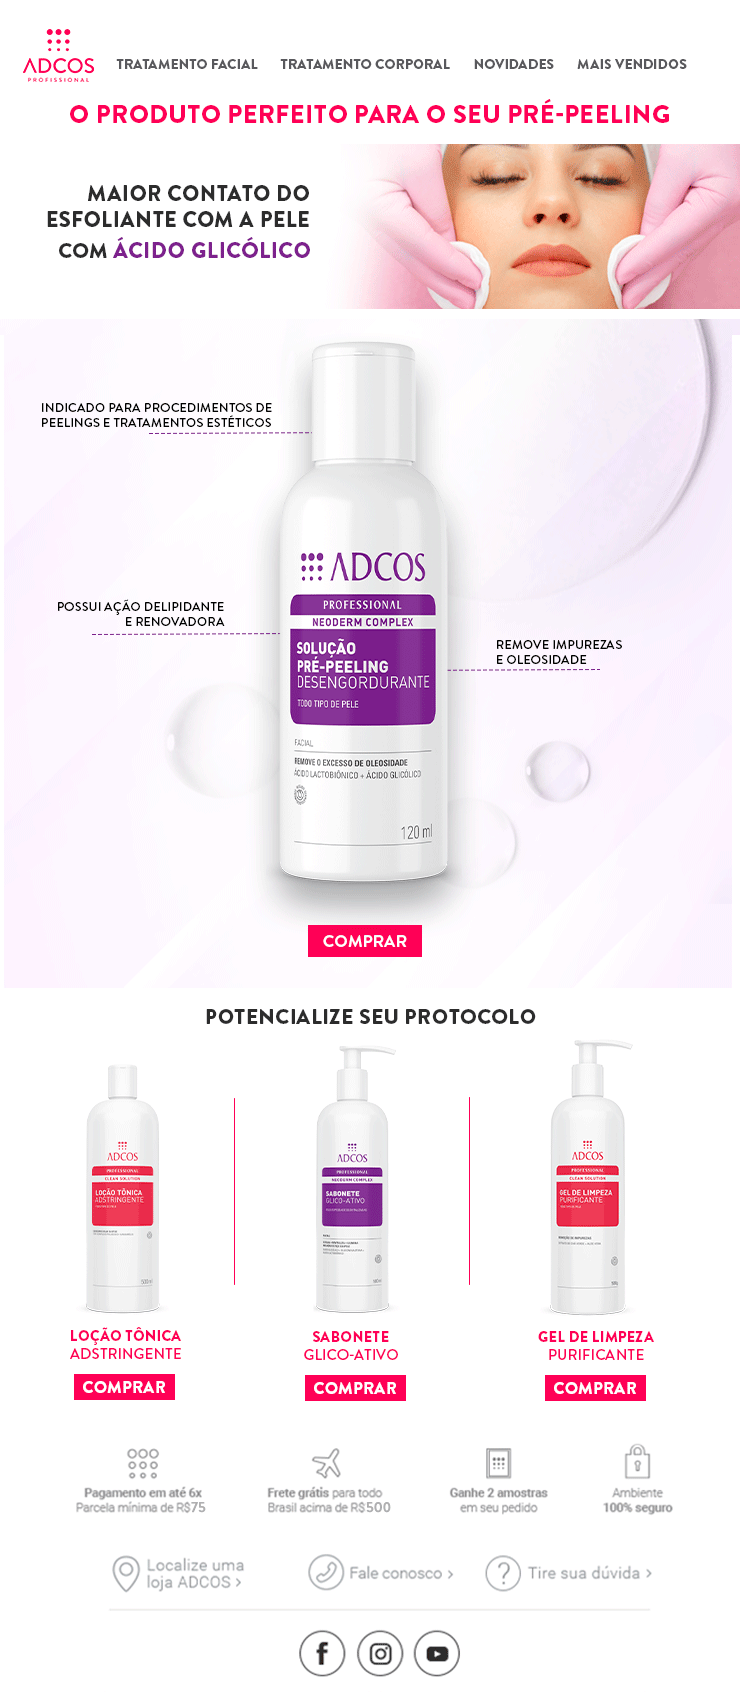 ADCOS
PROFISSIONAL
TRATAMENTO FACIAL
TRATAMENTO CORPORAL
NOVIDADES
MAIS VENDIDOS
O PRODUTO PERFEITO PARA O SEU PRÉ-PEELING
MAIOR CONTATO DO
ESFOLIANTE COM A PELE
COM ÁCIDO GLICÓLICO
INDICADO PARA PROCEDIMENTOS DE
PEELINGS E TRATAMENTOS ESTÉTICOS
ADCOS
PROFESSIONAL
NEODERM COMPLEX
SOLUÇÃO
PRÉ-PEELING
DESENGORDURANTE
TODO TIPO DE PELE
FACIAL
REMOVE O EXCESSO DE OLEOSIDADE
ÁCIDO LACTOBIÓNICO + ÁCIDO GLICÓLICO
120 ml
POSSUI AÇÃO DELIPIDANTE
E RENOVADORA
REMOVE IMPUREZAS
E OLEOSIDADE
COMPRAR
POTENCIALIZE SEU PROTOCOLO
ADCOS
PROFESSIONAL
CLEAN SOLUTION
LOÇÃO TÔNICA
ADSTRINGENTE
500 ml
ADCOS
PROFESSIONAL
NEODERM COMPLEX
SABONETE
GLICO-ATIVO
ADCOS
PROFESSIONAL
CLEAN SOLUTION
GEL DE LIMPEZA
PURIFICANTE
LOÇÃO TÔNICA
ADSTRINGENTE
COMPRAR
SABONETE
GLICO-ATIVO
COMPRAR
GEL DE LIMPEZA
PURIFICANTE
COMPRAR
Pagamento em até 6x
Parcela mínima de R$75
Frete grátis para todo
Brasil acima de R$500
Ganhe 2 amostras
em seu pedido
Ambiente
100% seguro
Localize uma
loja ADCOS >
Fale conosco >
Tire sua dúvida >